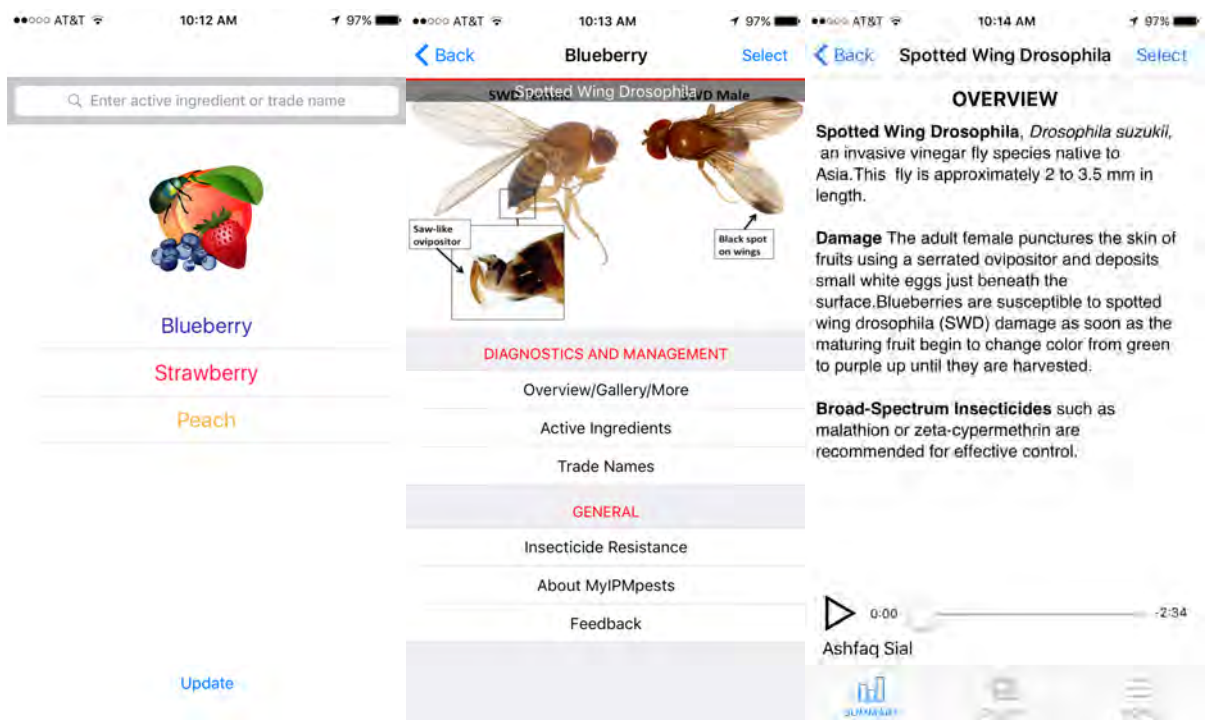 AT&T 10:12 AM 97%
Enter active ingredient or trade name
Blueberry
Strawberry
Peach
Update
AT&T 10:13 AM 97%
Back Blueberry Select
SWD Female Spotted Wing Drosophila SWD Male
Saw-like
ovipositor
Black spot
on wings
DIAGNOSTICS AND MANAGEMENT
Overview/Gallery/More
Active Ingredients
Trade Names
GENERAL
Insecticide Resistance
About MyIPMpests
Feedback
AT&T 10:14 AM 97%
Back Spotted Wing Drosophila Select
OVERVIEW
Spotted Wing Drosophila, Drosophila suzukii,
an invasive vinegar fly species native to
Asia.This fly is approximately 2 to 3.5 mm in
length.
Damage The adult female punctures the skin of
fruits using a serrated ovipositor and deposits
small white eggs just beneath the
surface.Blueberries are susceptible to spotted
wing drosophila (SWD) damage as soon as the
maturing fruit begin to change color from green
to purple up until they are harvested.
Broad-Spectrum Insecticides such as
malathion or zeta-cypermethrin are
recommended for effective control.
0:00 -2:34
Ashfaq Sial
SUMMARY